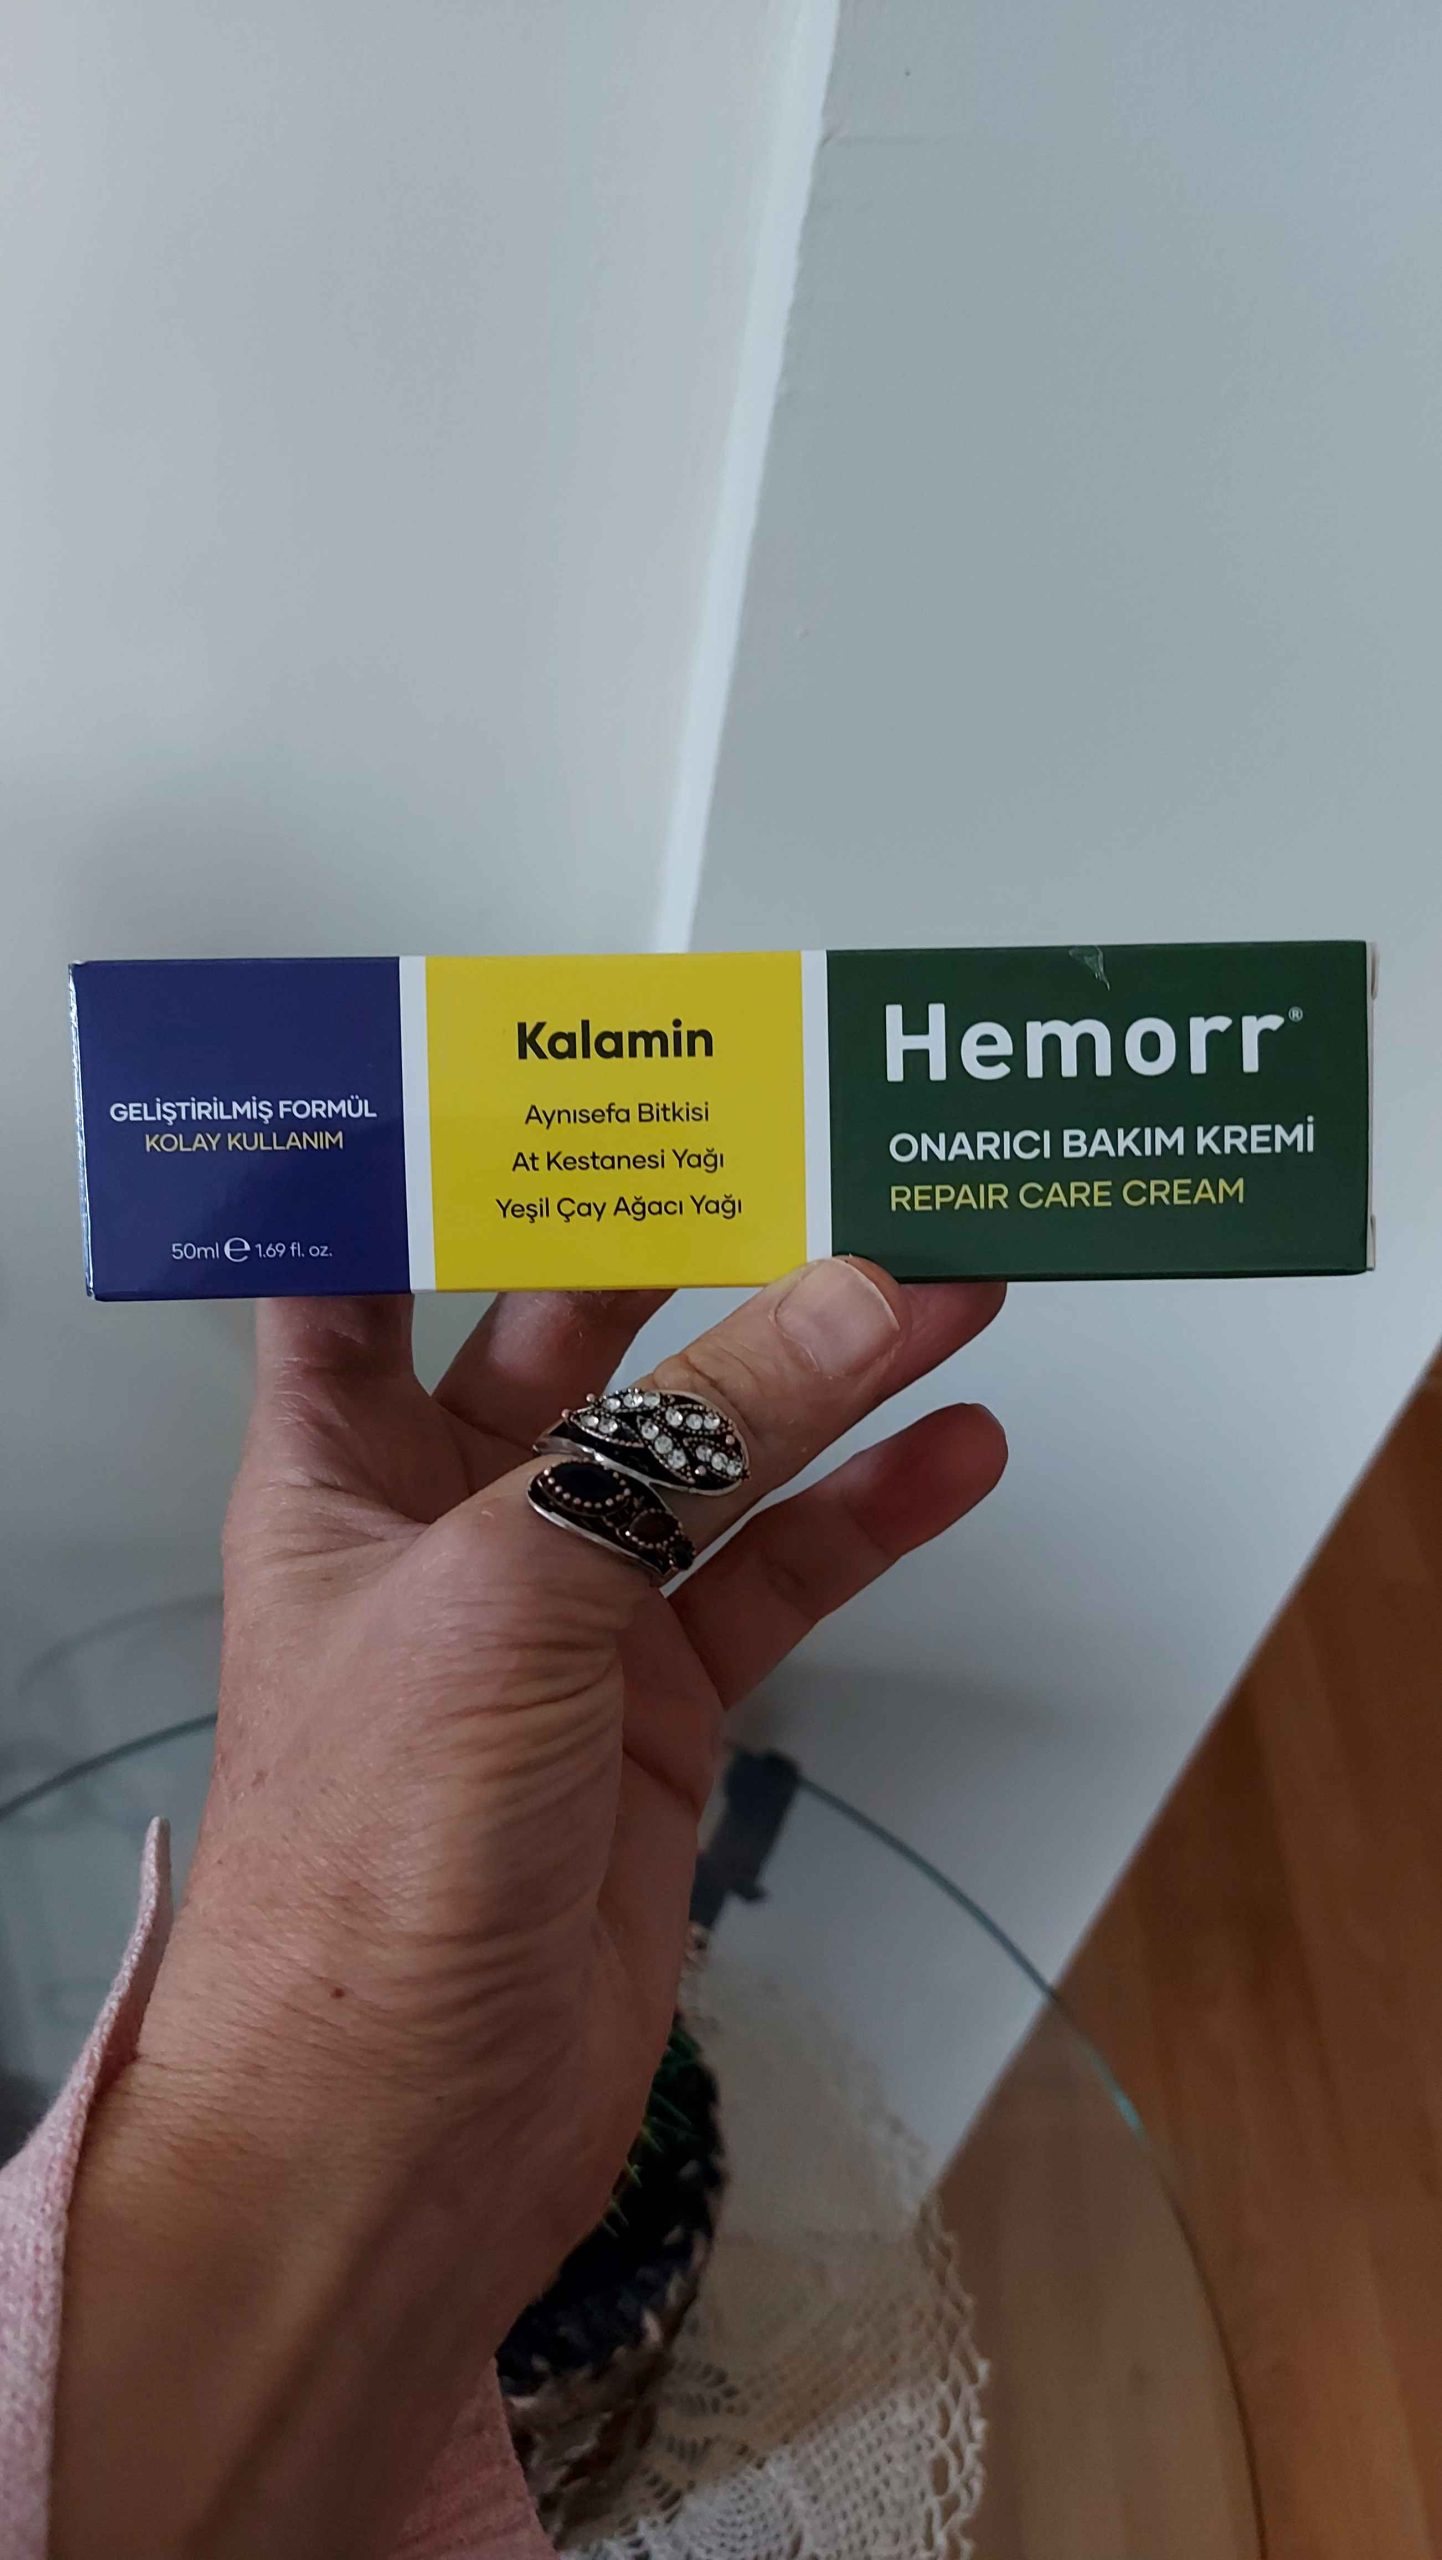 GELİŞTİRİLMİŞ FORMÜL
KOLAY KULLANIM
50ml ℮ 1.69 fl. oz.
Kalamin
Aynısefa Bitkisi
At Kestanesi Yağı
Yeşil Çay Ağacı Yağı
Hemorr®
ONARICI BAKIM KREMİ
REPAIR CARE CREAM